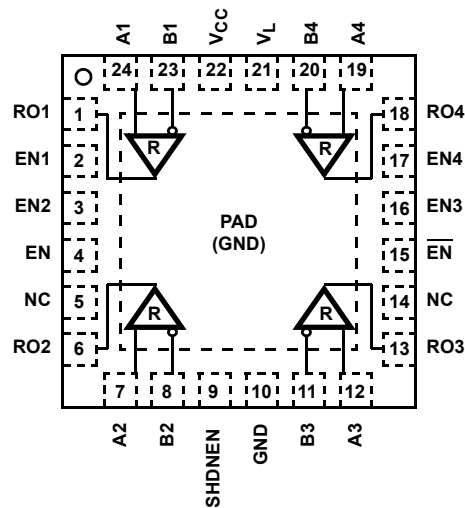 A1 B1 VCC VL B4 A4
24 23 22 21 20 19
RO1 1 R R 18 RO4
EN1 2 17 EN4
EN2 3 16 EN3
PAD
(GND)
EN 4 15 E̅N̅
NC 5 14 NC
R R
RO2 6 13 RO3
7 8 9 10 11 12
A2 B2 SHDNEN GND B3 A3